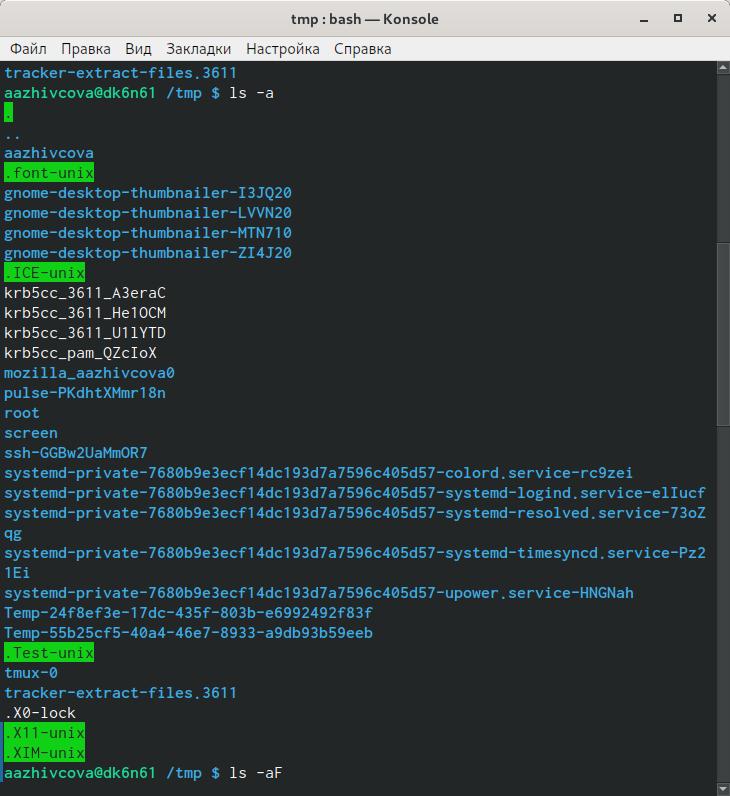 tmp : bash — Konsole
Файл Правка Вид Закладки Настройка Справка
tracker-extract-files.3611
aazhivcova@dk6n61 /tmp $ ls -a
.
..
aazhivcova
.font-unix
gnome-desktop-thumbnailer-I3JQ20
gnome-desktop-thumbnailer-LVVN20
gnome-desktop-thumbnailer-MTN710
gnome-desktop-thumbnailer-ZI4J20
.ICE-unix
krb5cc_3611_A3eraC
krb5cc_3611_He1OCM
krb5cc_3611_U1lYTD
krb5cc_pam_QZcIoX
mozilla_aazhivcova0
pulse-PKdhtXMmr18n
root
screen
ssh-GGBw2UaMmOR7
systemd-private-7680b9e3ecf14dc193d7a7596c405d57-colord.service-rc9zei
systemd-private-7680b9e3ecf14dc193d7a7596c405d57-systemd-logind.service-elIucf
systemd-private-7680b9e3ecf14dc193d7a7596c405d57-systemd-resolved.service-73oZ
qg
systemd-private-7680b9e3ecf14dc193d7a7596c405d57-systemd-timesyncd.service-Pz2
1Ei
systemd-private-7680b9e3ecf14dc193d7a7596c405d57-upower.service-HNGNah
Temp-24f8ef3e-17dc-435f-803b-e6992492f83f
Temp-55b25cf5-40a4-46e7-8933-a9db93b59eeb
.Test-unix
tmux-0
tracker-extract-files.3611
.X0-lock
.X11-unix
.XIM-unix
aazhivcova@dk6n61 /tmp $ ls -aF